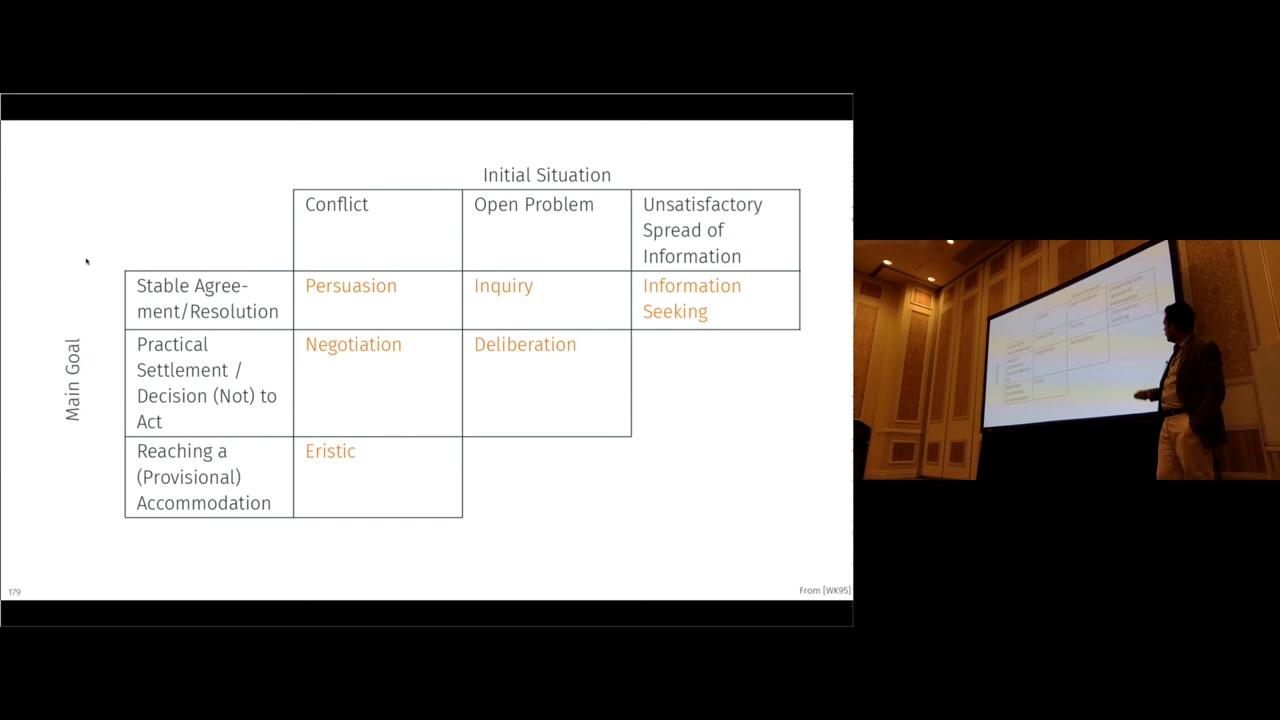 Initial Situation
Conflict
Open Problem
Unsatisfactory
Spread of
Information
Main Goal
Stable Agree-
ment/Resolution
Persuasion
Inquiry
Information
Seeking
Practical
Settlement /
Decision (Not) to
Act
Negotiation
Deliberation
Reaching a
(Provisional)
Accommodation
Eristic
179
From [WK95]